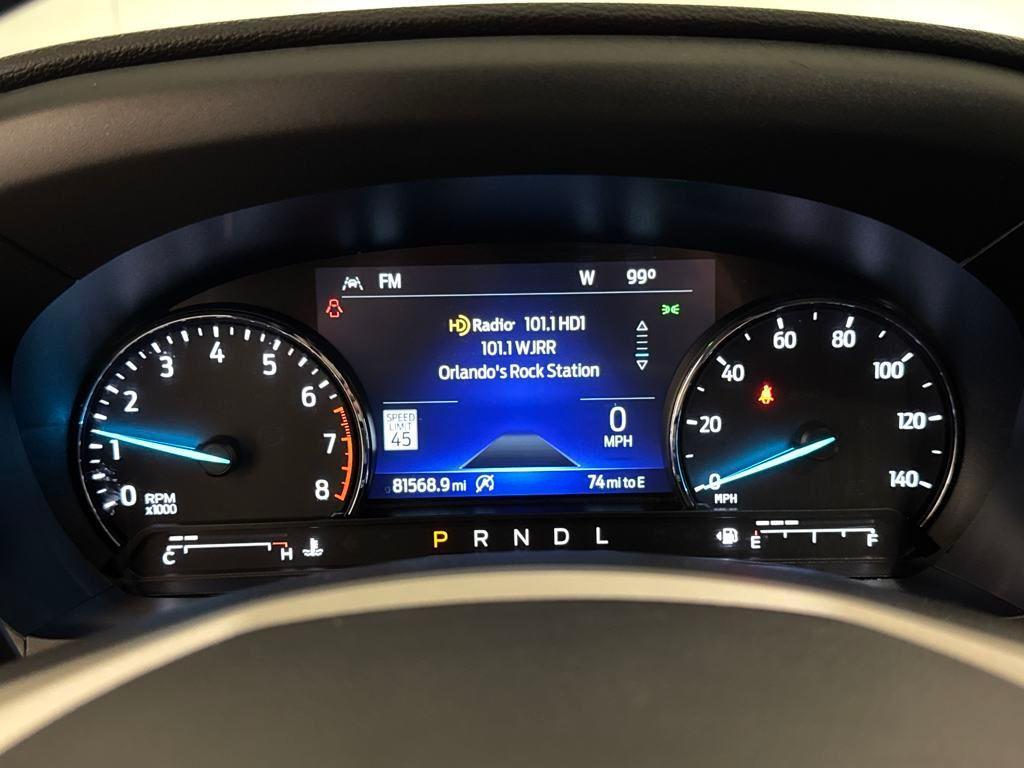 FM W 99º
HD Radio 101.1 HD1
101.1 WJRR
Orlando's Rock Station
SPEED
LIMIT
45
0
MPH
81568.9 mi 74 mi to E
0
1
2
3
4
5
6
7
8
RPM
x1000
0
20
40
60
80
100
120
140
MPH
C H
P R N D L
E F